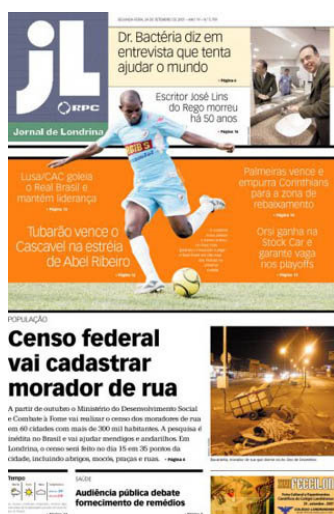 jL
RPC
Jornal de Londrina
Dr. Bactéria diz em
entrevista que tenta
ajudar o mundo
Escritor José Lins
do Rego morreu
há 50 anos
Lusa/CAC goleia
o Real Brasil e
mantém liderança
Tubarão vence o
Cascavel na estréia
de Abel Ribeiro
Palmeiras vence e
empurra Corinthians
para a zona de
rebaixamento
Orsi ganha na
Stock Car e
garante vaga
nos playoffs
POPULAÇÃO
Censo federal
vai cadastrar
morador de rua
A partir de outubro o Ministério do Desenvolvimento Social
e Combate à Fome vai realizar o censo dos moradores de rua
em 60 cidades com mais de 300 mil habitantes. A pesquisa é
inédita no Brasil e vai ajudar mendigos e andarilhos. Em
Londrina, o censo será feito no dia 15 em 35 pontos da
cidade, incluindo abrigos, mocós, praças e ruas.
Tempo
SAÚDE
Audiência pública debate
fornecimento de remédios